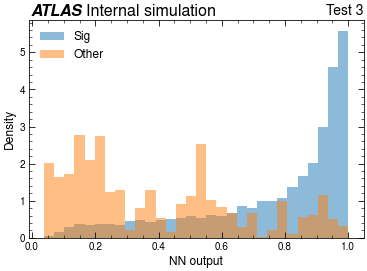 ATLAS Internal simulation
Test 3
Sig
Other
Density
5
4
3
2
1
0
0.0 0.2 0.4 0.6 0.8 1.0
NN output